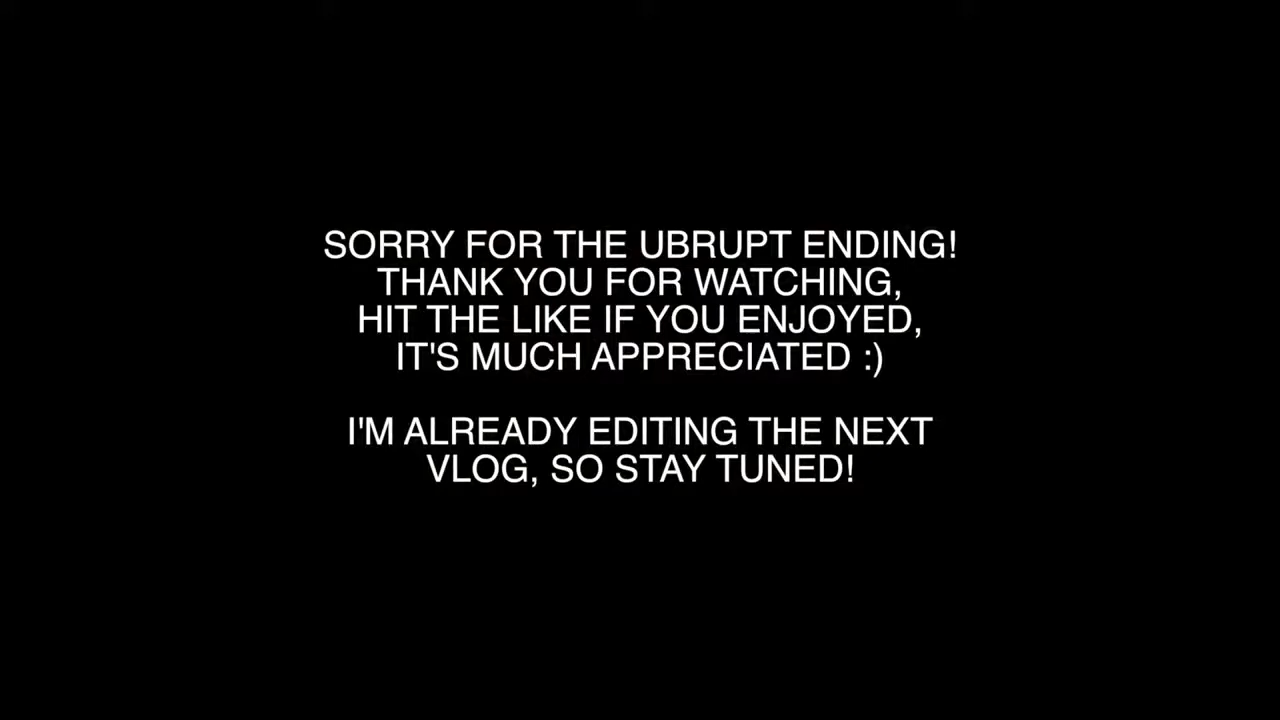 SORRY FOR THE UBRUPT ENDING!
THANK YOU FOR WATCHING,
HIT THE LIKE IF YOU ENJOYED,
IT'S MUCH APPRECIATED :)
I'M ALREADY EDITING THE NEXT
VLOG, SO STAY TUNED!